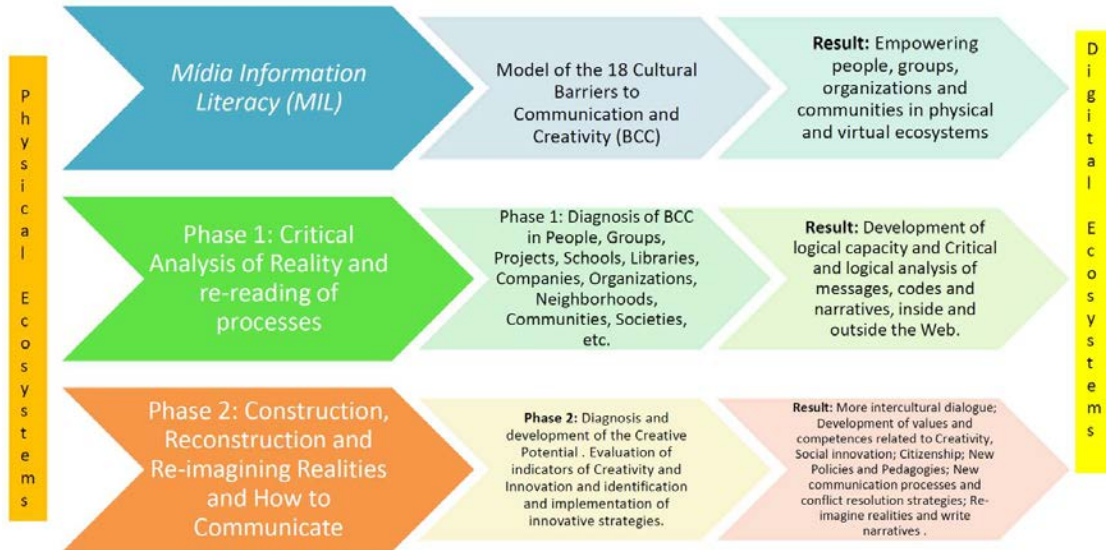 Physical Ecosystems
Mídia Information
Literacy (MIL)
Model of the 18 Cultural
Barriers to
Communication and
Creativity (BCC)
Result: Empowering
people, groups,
organizations and
communities in physical
and virtual ecosystems
Phase 1: Critical
Analysis of Reality and
re-reading of
processes
Phase 1: Diagnosis of BCC
in People, Groups,
Projects, Schools, Libraries,
Companies, Organizations,
Neighborhoods,
Communities, Societies,
etc.
Result: Development of
logical capacity and Critical
and logical analysis of
messages, codes and
narratives, inside and
outside the Web.
Phase 2: Construction,
Reconstruction and
Re-imagining Realities
and How to
Communicate
Phase 2: Diagnosis and
development of the Creative
Potential . Evaluation of
indicators of Creativity and
Innovation and identification
and implementation of
innovative strategies.
Result: More intercultural dialogue;
Development of values and
competences related to Creativity,
Social innovation; Citizenship; New
Policies and Pedagogies; New
communication processes and
conflict resolution strategies; Re-
imagine realities and write
narratives .
Digital Ecosystems